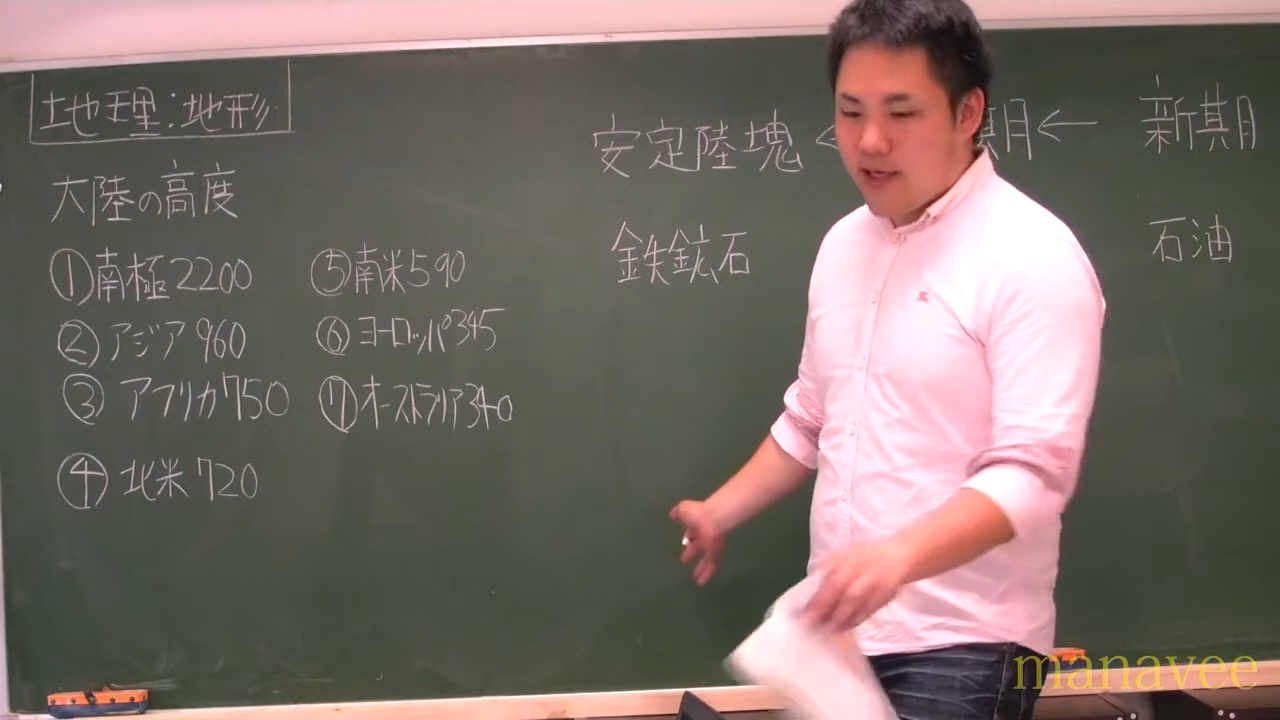 地理:地形
大陸の高度
①南極2200
②アジア960
③アフリカ750
④北米720
⑤南米590
⑥ヨーロッパ345
⑦オーストラリア340
安定陸塊 ← 期 ← 新期
鉄鉱石
石油
manavee